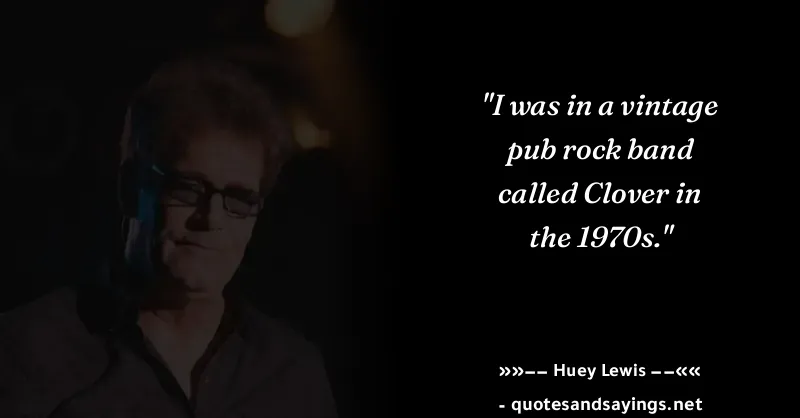 "I was in a vintage
pub rock band
called Clover in
the 1970s."
»»–– Huey Lewis ––««
- quotesandsayings.net